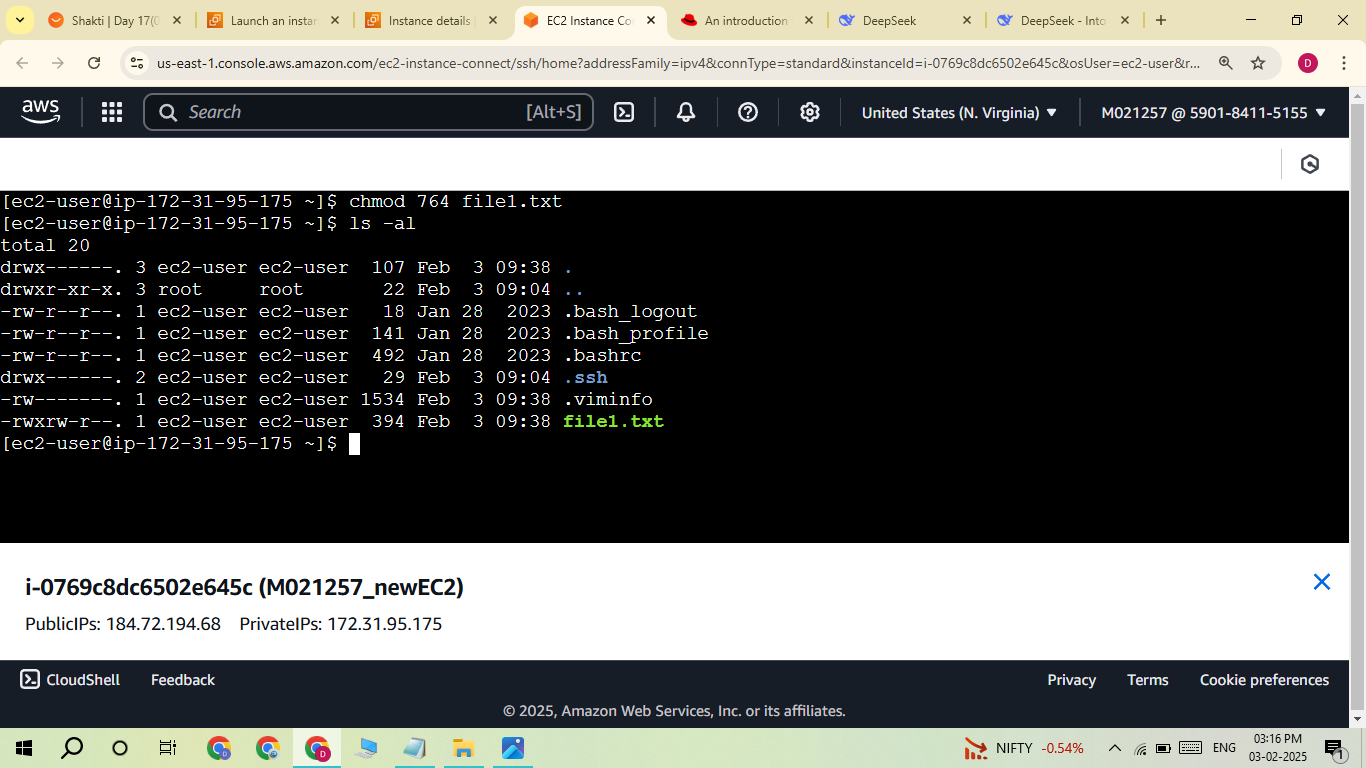 Shakti | Day 17(0
Launch an instan
Instance details
EC2 Instance Co
An introduction
DeepSeek
DeepSeek - Into
us-east-1.console.aws.amazon.com/ec2-instance-connect/ssh/home?addressFamily=ipv4&connType=standard&instanceId=i-0769c8dc6502e645c&osUser=ec2-user&r...
D
aws
Search
[Alt+S]
United States (N. Virginia)
M021257 @ 5901-8411-5155
[ec2-user@ip-172-31-95-175 ~]$ chmod 764 file1.txt
[ec2-user@ip-172-31-95-175 ~]$ ls -al
total 20
drwx------. 3 ec2-user ec2-user  107 Feb  3 09:38 .
drwxr-xr-x. 3 root     root       22 Feb  3 09:04 ..
-rw-r--r--. 1 ec2-user ec2-user   18 Jan 28  2023 .bash_logout
-rw-r--r--. 1 ec2-user ec2-user  141 Jan 28  2023 .bash_profile
-rw-r--r--. 1 ec2-user ec2-user  492 Jan 28  2023 .bashrc
drwx------. 2 ec2-user ec2-user   29 Feb  3 09:04 .ssh
-rw-------. 1 ec2-user ec2-user 1534 Feb  3 09:38 .viminfo
-rwxrw-r--. 1 ec2-user ec2-user  394 Feb  3 09:38 file1.txt
[ec2-user@ip-172-31-95-175 ~]$
i-0769c8dc6502e645c (M021257_newEC2)
PublicIPs: 184.72.194.68 PrivateIPs: 172.31.95.175
CloudShell
Feedback
Privacy
Terms
Cookie preferences
© 2025, Amazon Web Services, Inc. or its affiliates.
NIFTY -0.54%
ENG
03:16 PM
03-02-2025
1